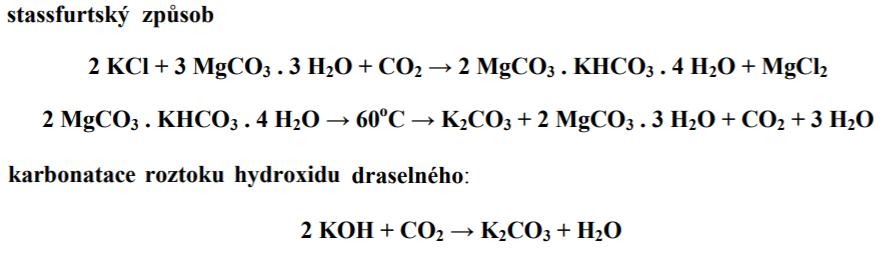 stassfurtský způsob
2 KCl + 3 MgCO₃ . 3 H₂O + CO₂ → 2 MgCO₃ . KHCO₃ . 4 H₂O + MgCl₂
2 MgCO₃ . KHCO₃ . 4 H₂O → 60°C → K₂CO₃ + 2 MgCO₃ . 3 H₂O + CO₂ + 3 H₂O
karbonatace roztoku hydroxidu draselného:
2 KOH + CO₂ → K₂CO₃ + H₂O